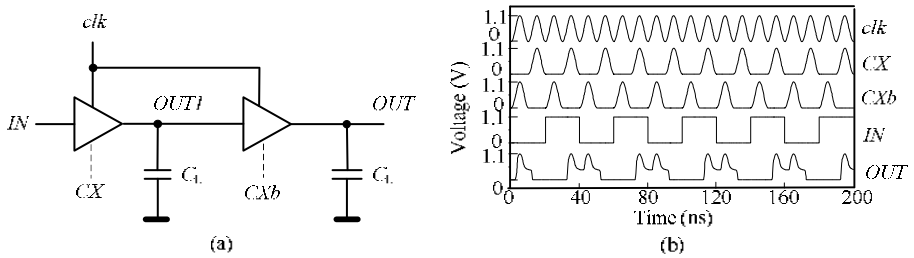 clk
IN
OUT1
OUT
CX
CXb
C_L
C_L
(a)
Voltage (V)
1.1
0
clk
1.1
0
CX
1.1
0
CXb
1.1
0
IN
1.1
0
OUT
0 40 80 120 160 200
Time (ns)
(b)